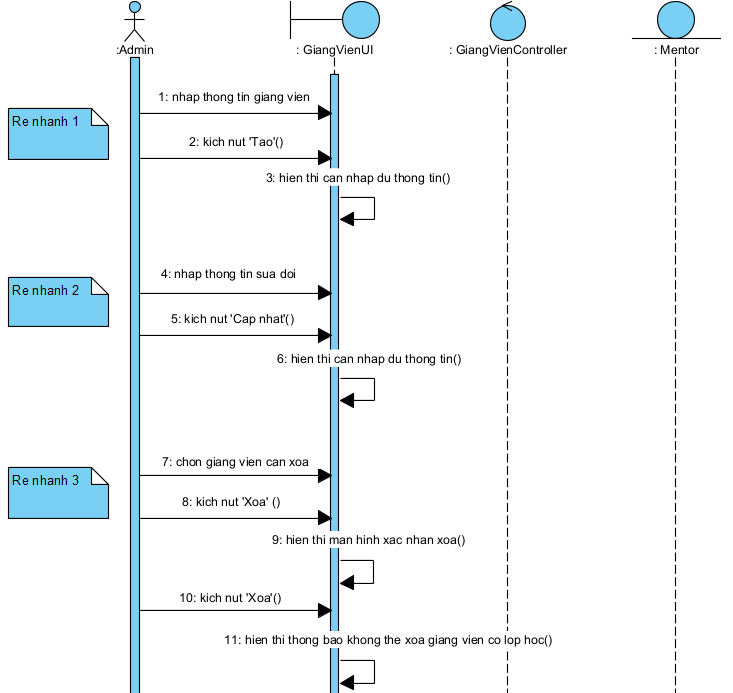 :Admin
: GiangVienUI
: GiangVienController
: Mentor
Re nhanh 1
1: nhap thong tin giang vien
2: kich nut 'Tao'()
3: hien thi can nhap du thong tin()
Re nhanh 2
4: nhap thong tin sua doi
5: kich nut 'Cap nhat'()
6: hien thi can nhap du thong tin()
Re nhanh 3
7: chon giang vien can xoa
8: kich nut 'Xoa' ()
9: hien thi man hinh xac nhan xoa()
10: kich nut 'Xoa'()
11: hien thi thong bao khong the xoa giang vien co lop hoc()